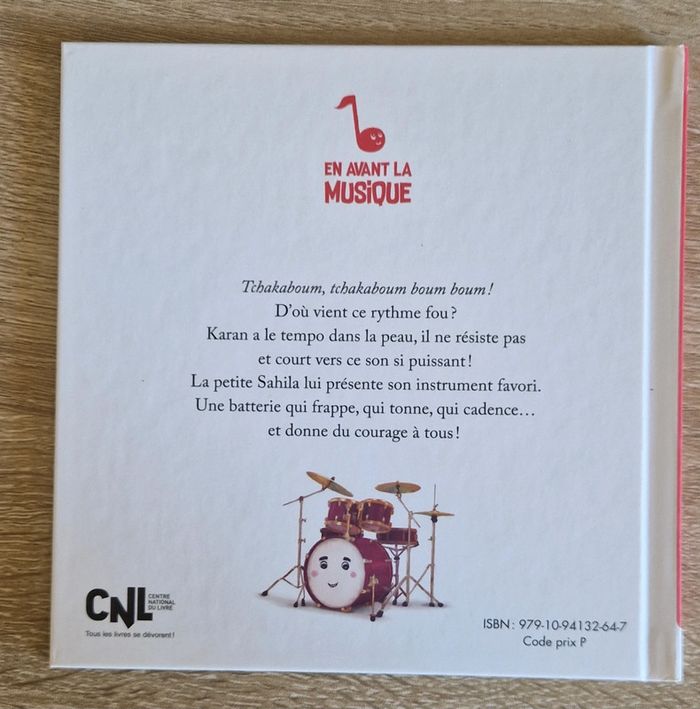 EN AVANT LA
MUSiQUE
Tchakaboum, tchakaboum boum boum !
D'où vient ce rythme fou ?
Karan a le tempo dans la peau, il ne résiste pas
et court vers ce son si puissant !
La petite Sahila lui présente son instrument favori.
Une batterie qui frappe, qui tonne, qui cadence…
et donne du courage à tous !
CNL
CENTRE
NATIONAL
DU LIVRE
Tous les livres se dévorent !
ISBN : 979-10-94132-64-7
Code prix P